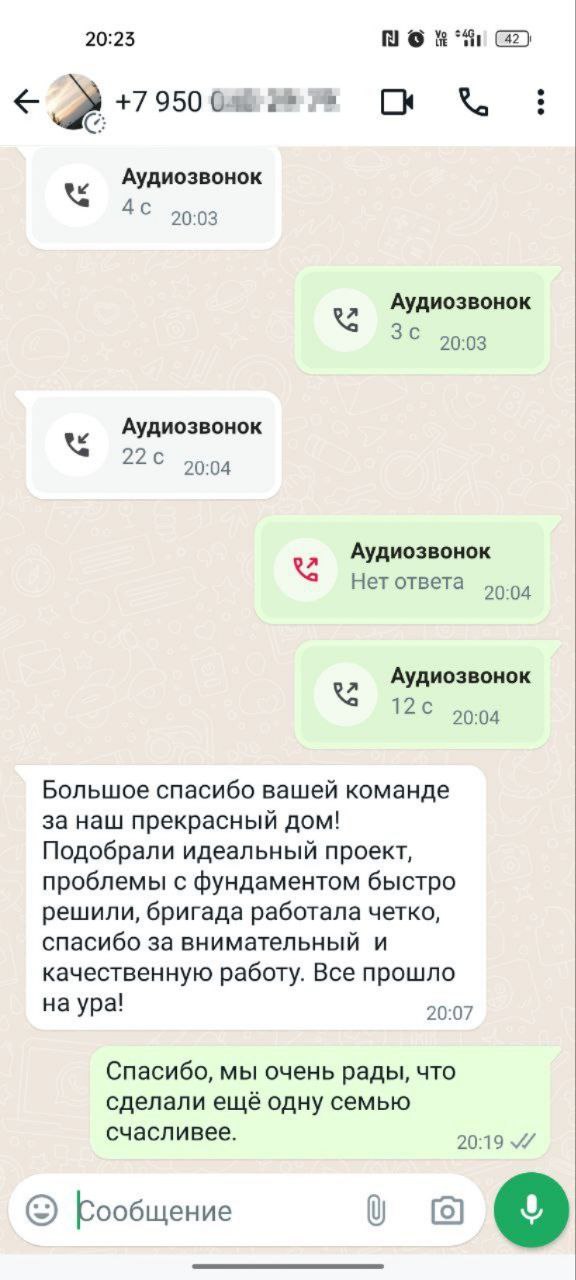 20:23
Vo LTE 4G 42
+7 950
Аудиозвонок
4 с 20:03
Аудиозвонок
3 с 20:03
Аудиозвонок
22 с 20:04
Аудиозвонок
Нет ответа 20:04
Аудиозвонок
12 с 20:04
Большое спасибо вашей команде
за наш прекрасный дом!
Подобрали идеальный проект,
проблемы с фундаментом быстро
решили, бригада работала четко,
спасибо за внимательный  и
качественную работу. Все прошло
на ура!
20:07
Спасибо, мы очень рады, что
сделали ещё одну семью
счасливее.
20:19
Сообщение